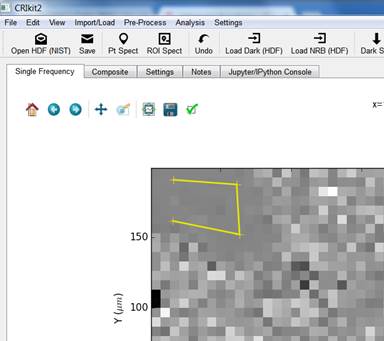 CRIkit2
File Edit View Import/Load Pre-Process Analysis Settings
Open HDF (NIST) Save Pt Spect ROI Spect Undo Load Dark (HDF) Load NRB (HDF) Dark S
Single Frequency Composite Settings Notes Jupyter/IPython Console
x=
150
100
Y (μm)